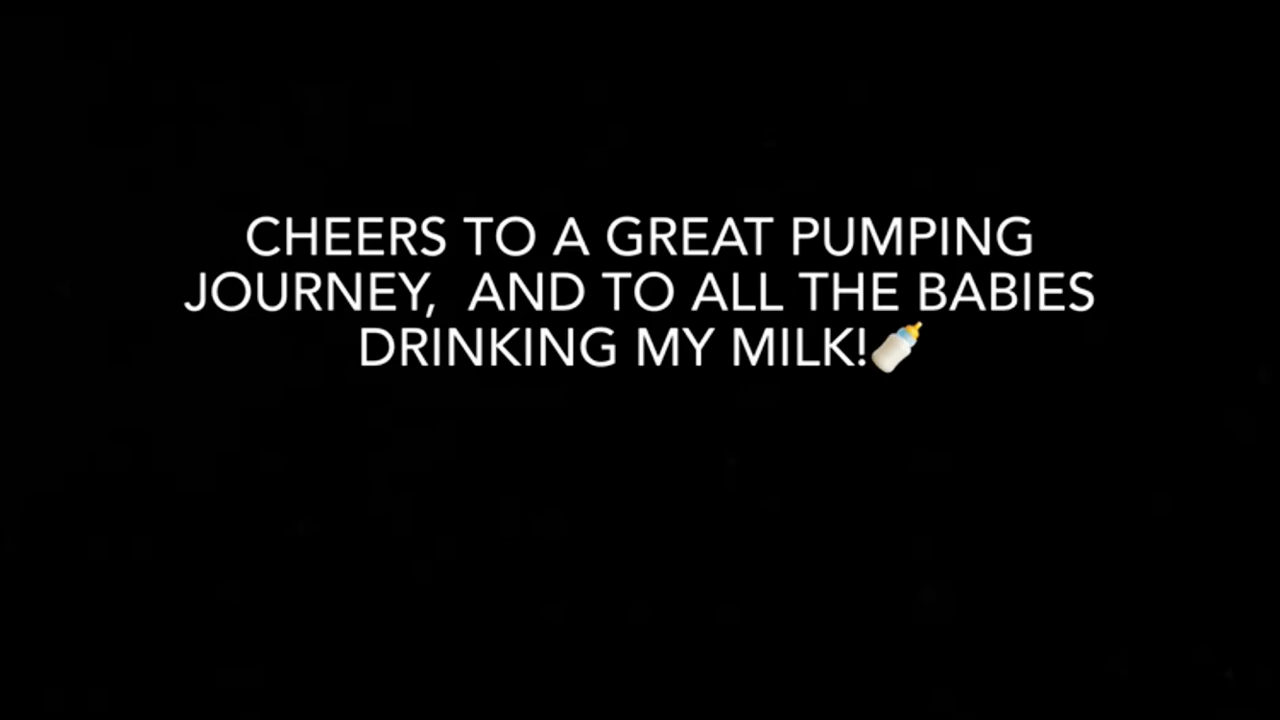 CHEERS TO A GREAT PUMPING
JOURNEY,  AND TO ALL THE BABIES
DRINKING MY MILK!🍼